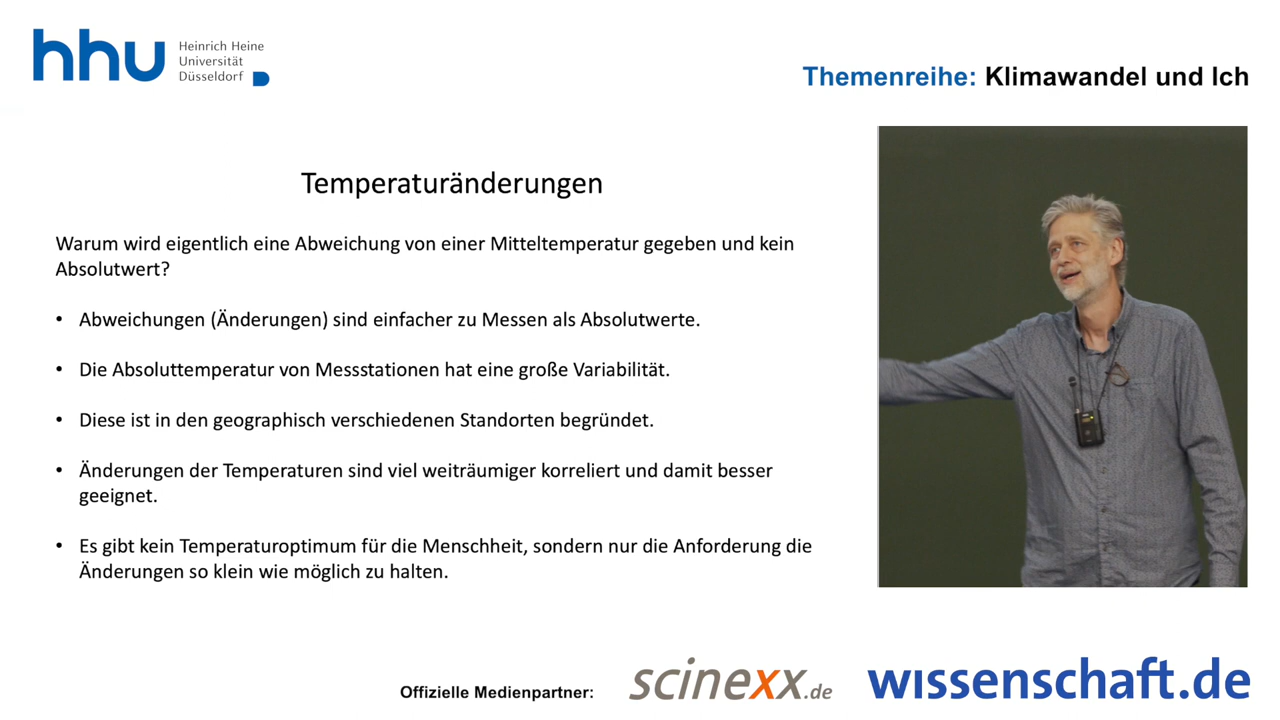 hhu Heinrich Heine
Universität
Düsseldorf
Themenreihe: Klimawandel und Ich
Temperaturänderungen
Warum wird eigentlich eine Abweichung von einer Mitteltemperatur gegeben und kein
Absolutwert?
• Abweichungen (Änderungen) sind einfacher zu Messen als Absolutwerte.
• Die Absoluttemperatur von Messstationen hat eine große Variabilität.
• Diese ist in den geographisch verschiedenen Standorten begründet.
• Änderungen der Temperaturen sind viel weiträumiger korreliert und damit besser
geeignet.
• Es gibt kein Temperaturoptimum für die Menschheit, sondern nur die Anforderung die
Änderungen so klein wie möglich zu halten.
Offizielle Medienpartner: scinexx.de wissenschaft.de